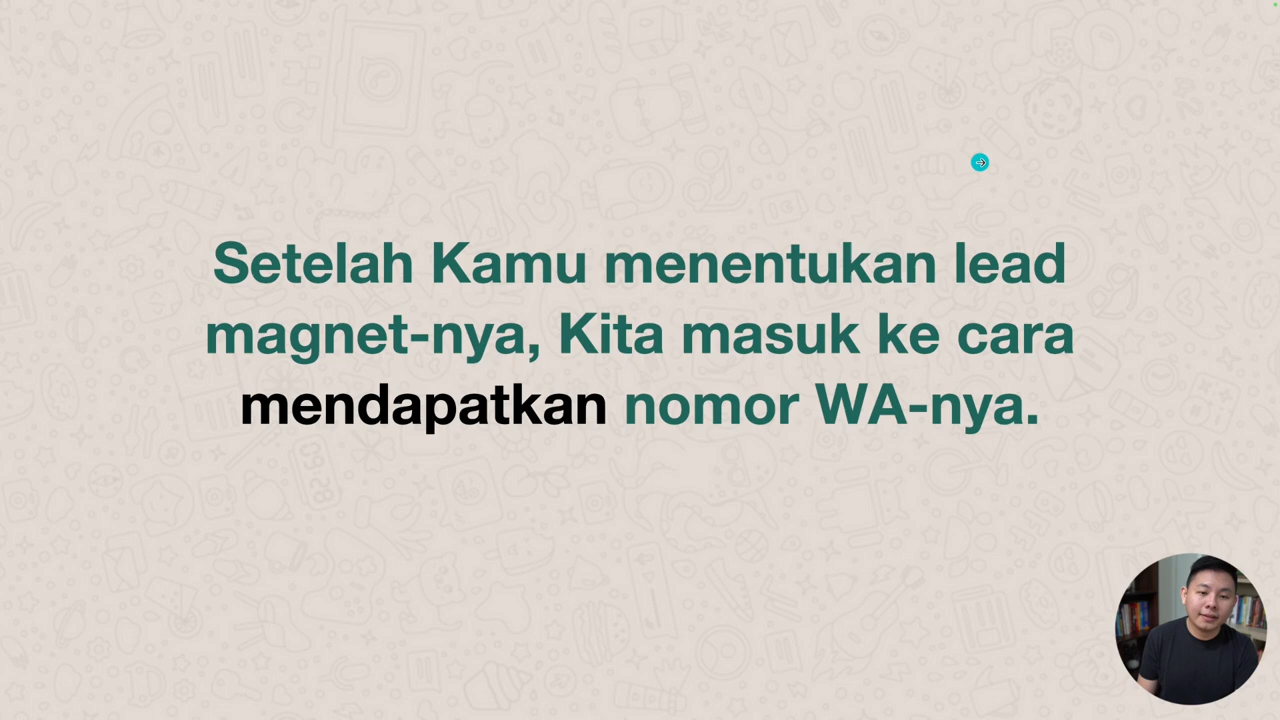 Setelah Kamu menentukan lead
magnet-nya, Kita masuk ke cara
mendapatkan nomor WA-nya.